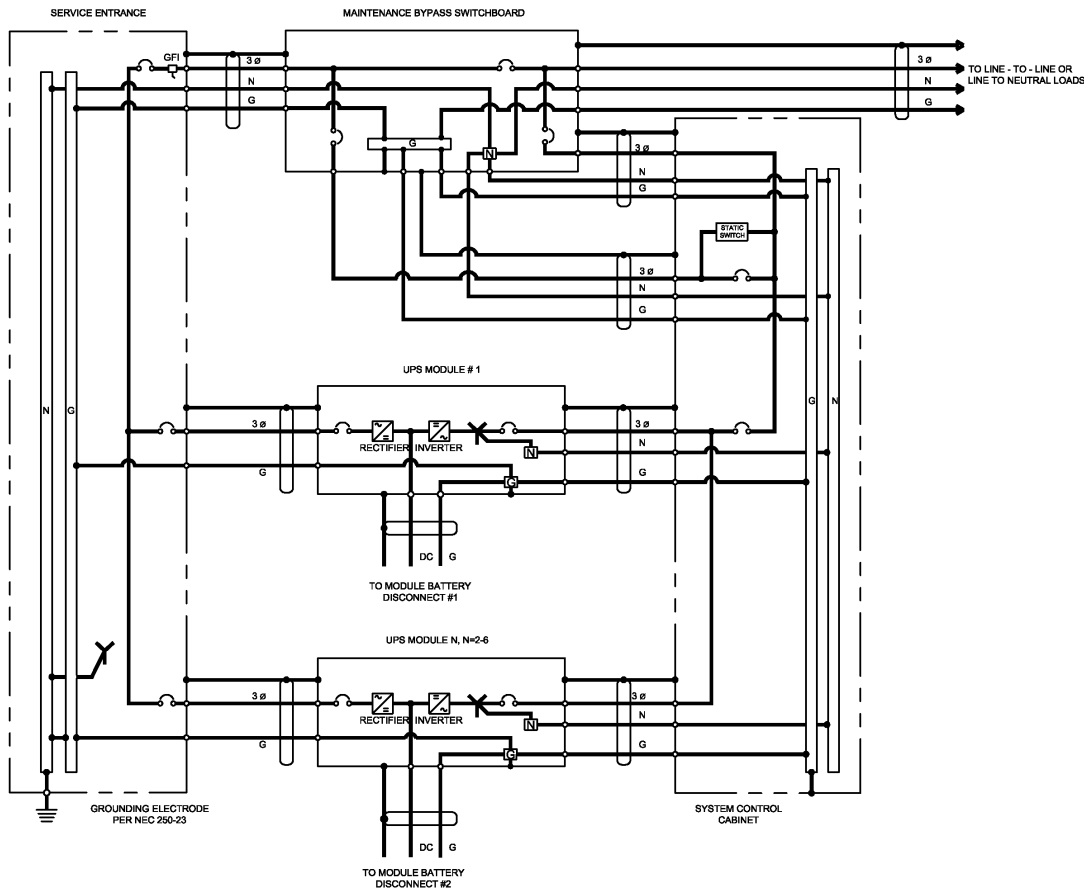 SERVICE ENTRANCE
MAINTENANCE BYPASS SWITCHBOARD
GFI
3 ø
N
G
3 ø
N
G
TO LINE - TO - LINE OR
LINE TO NEUTRAL LOADS
G
N
3 ø
N
G
STATIC
SWITCH
3 ø
N
G
UPS MODULE # 1
N
G
G
N
3 ø
RECTIFIER
INVERTER
N
3 ø
N
G
G
G
DC
G
TO MODULE BATTERY
DISCONNECT #1
UPS MODULE N, N=2-6
3 ø
RECTIFIER
INVERTER
N
3 ø
N
G
G
G
DC
G
TO MODULE BATTERY
DISCONNECT #2
GROUNDING ELECTRODE
PER NEC 250-23
SYSTEM CONTROL
CABINET